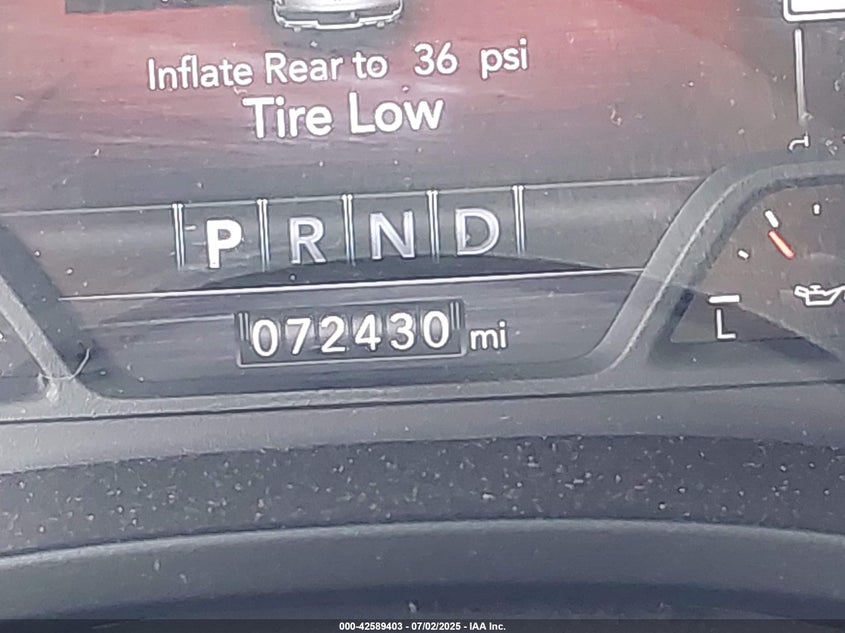 Inflate Rear to 36 psi
Tire Low
P R N D
072430 mi
L
000-42589403 - 07/02/2025 - IAA Inc.